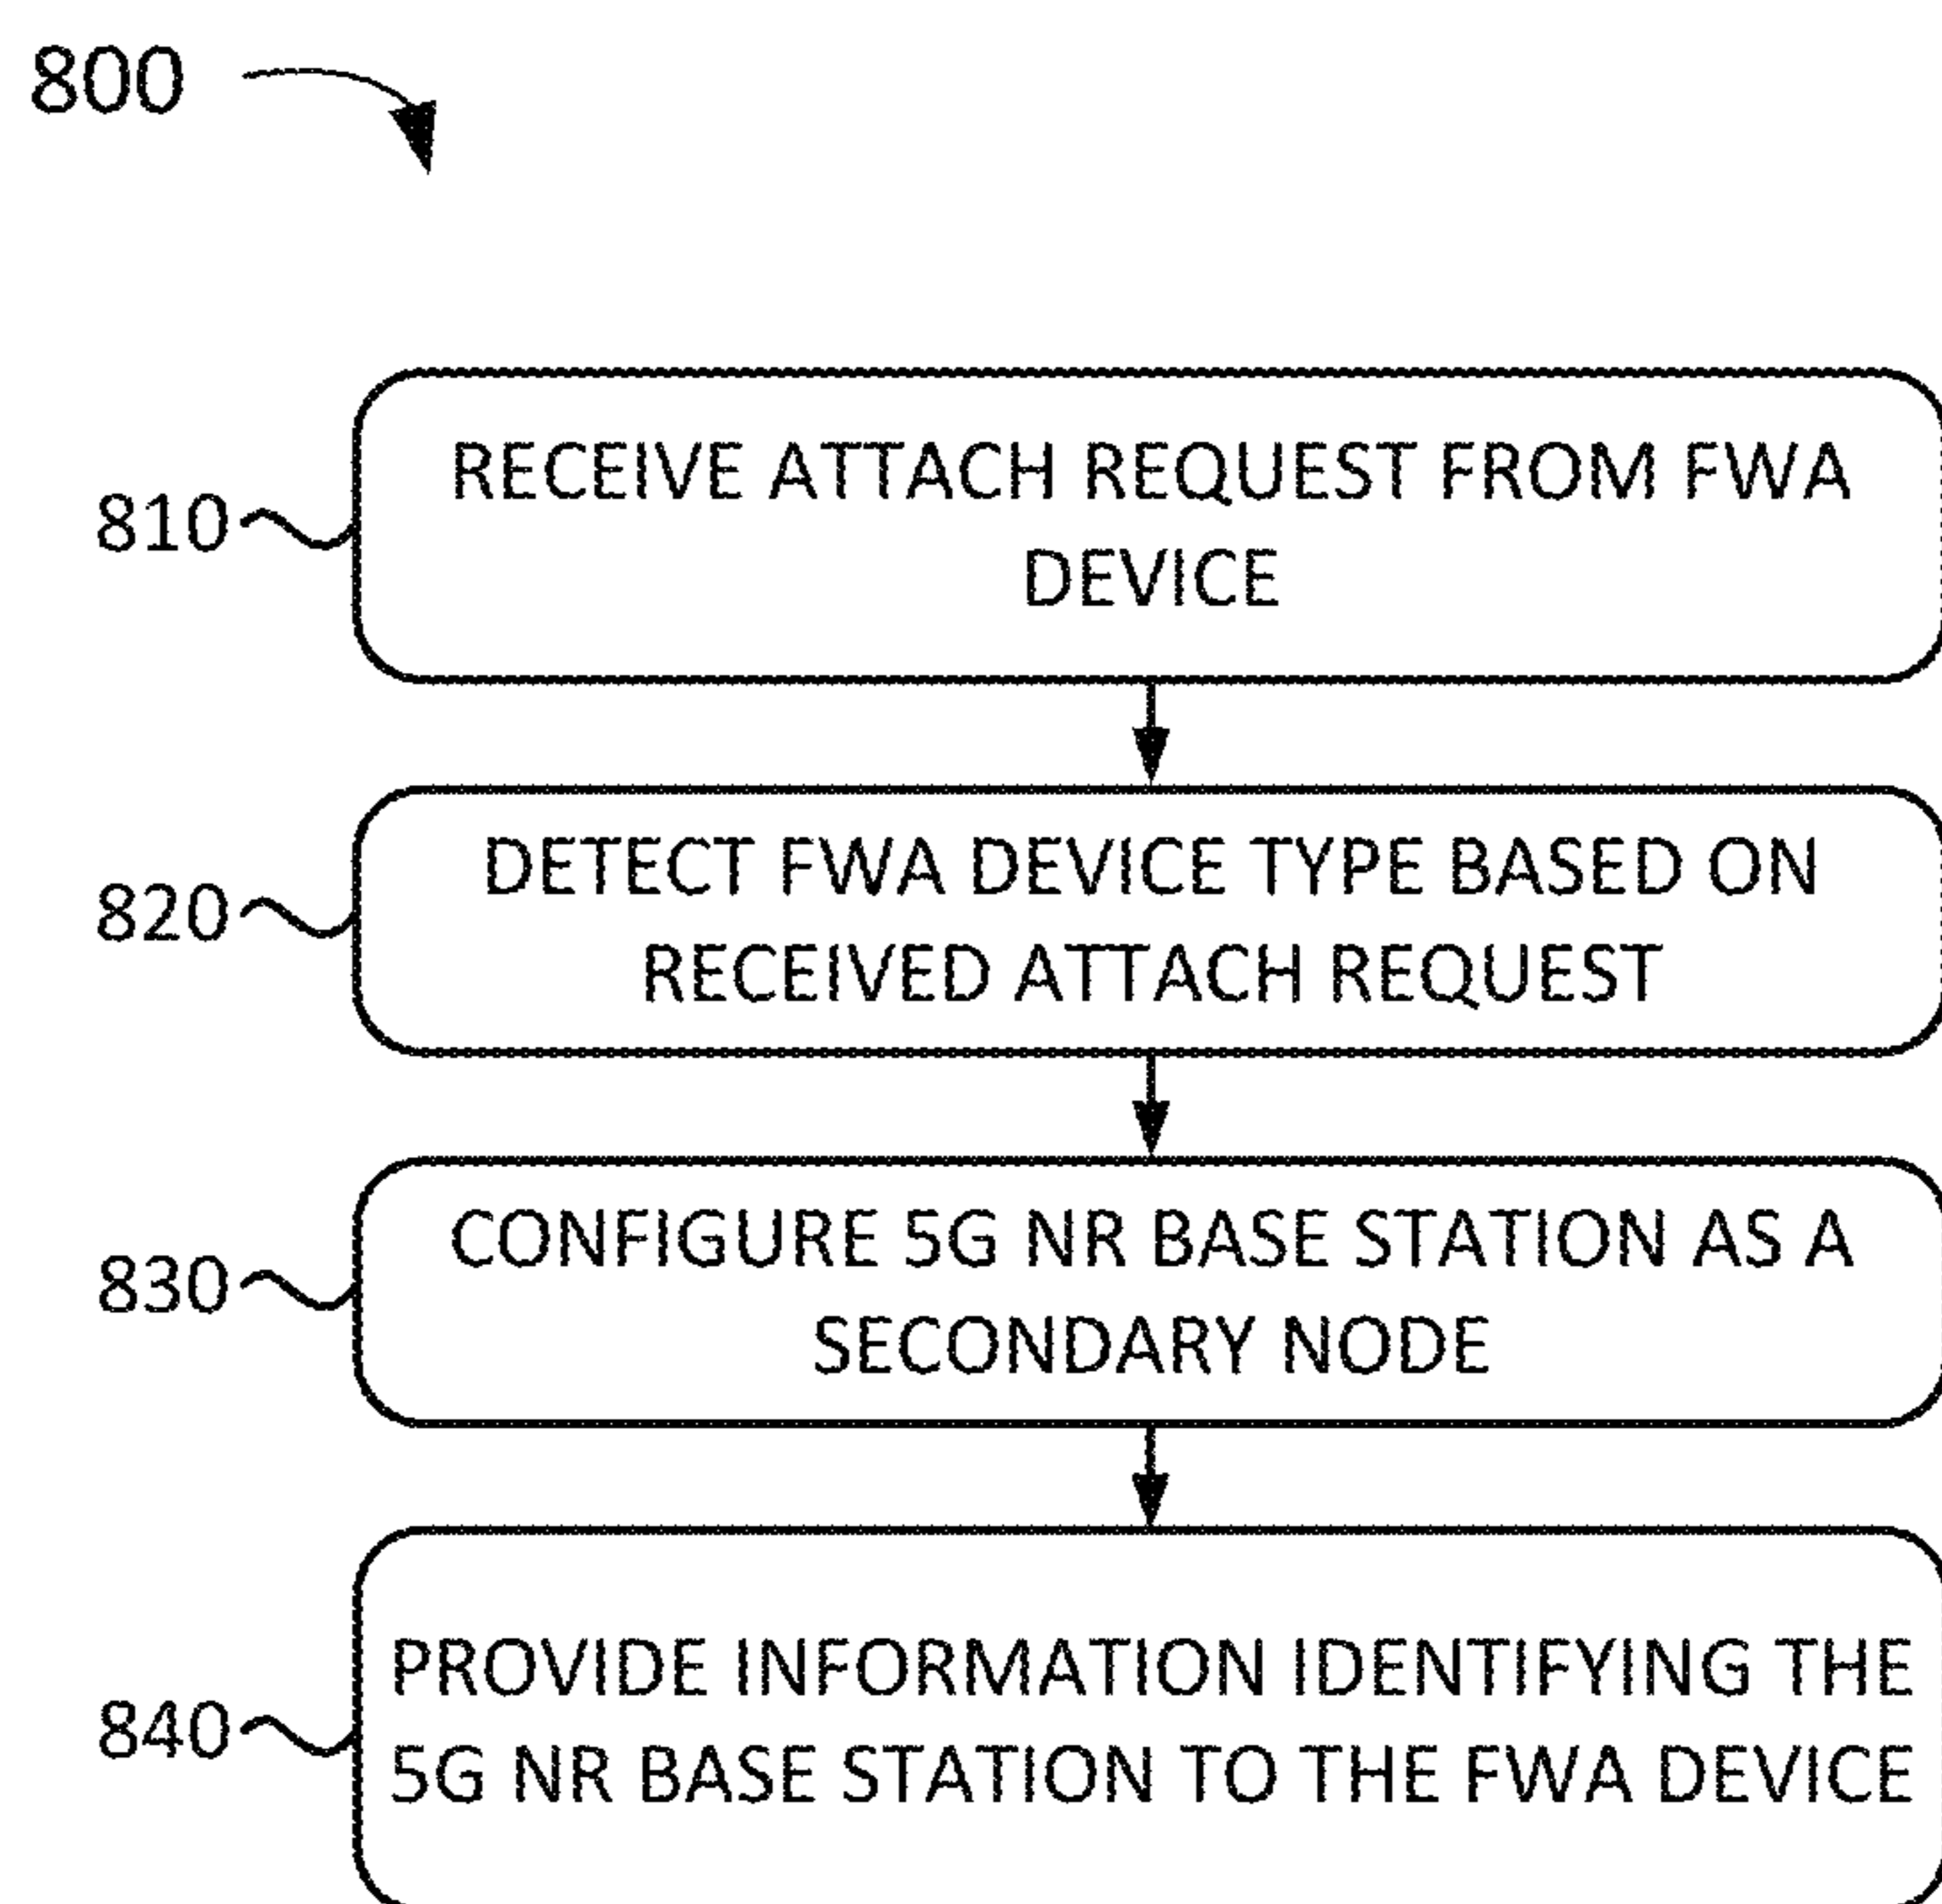 800
810
RECEIVE ATTACH REQUEST FROM FWA
DEVICE
820
DETECT FWA DEVICE TYPE BASED ON
RECEIVED ATTACH REQUEST
830
CONFIGURE 5G NR BASE STATION AS A
SECONDARY NODE
840
PROVIDE INFORMATION IDENTIFYING THE
5G NR BASE STATION TO THE FWA DEVICE